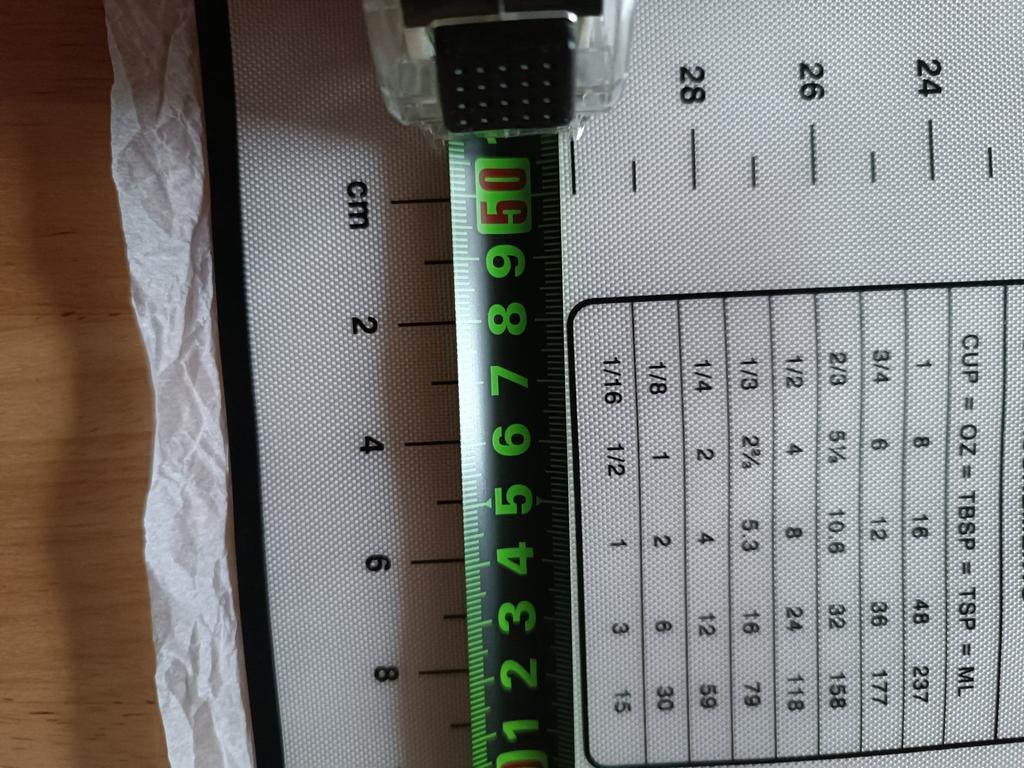 CUP = OZ = TBSP = TSP = ML
1 8 16 48 237
3/4 6 12 36 177
2/3 5⅓ 10.6 32 158
1/2 4 8 24 118
1/3 2⅔ 5.3 16 79
1/4 2 4 12 59
1/8 1 2 6 30
1/16 1/2 1 3 15
24
26
28
1 2 3 4 5 6 7 8 9 50
cm 2 4 6 8